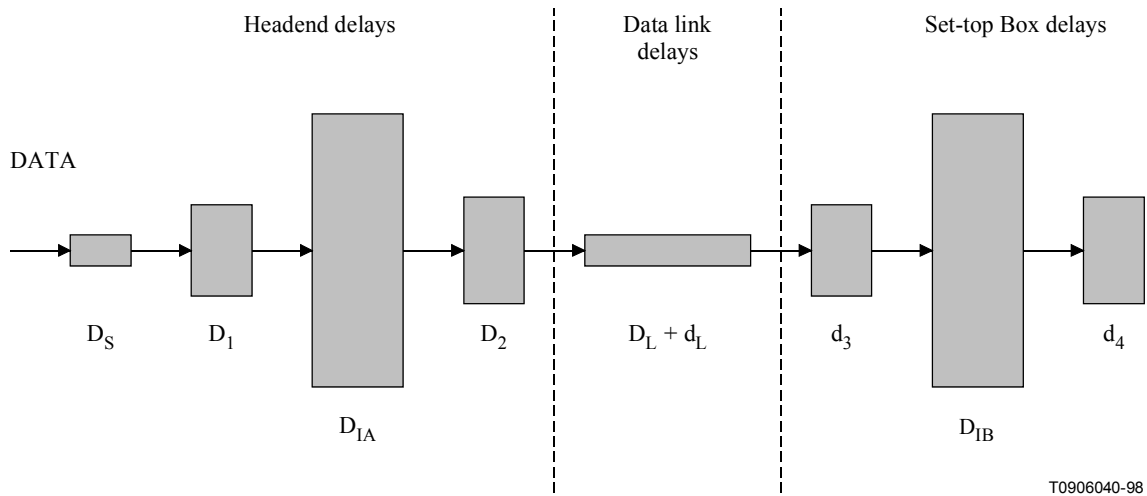 Headend delays
Data link
delays
Set-top Box delays
DATA
D_S
D_1
D_IA
D_2
D_L + d_L
d_3
D_IB
d_4
T0906040-98